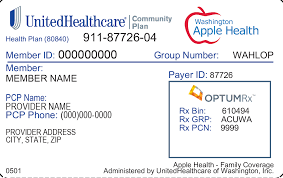 UnitedHealthcare | Community Plan
Washington Apple Health
Health Plan (80840) 911-87726-04
Member ID: 000000000 Group Number: WAHLOP
Member:
MEMBER NAME
Payer ID: 87726
PCP Name:
PROVIDER NAME
PCP Phone: (000)000-0000
PROVIDER ADDRESS
CITY, STATE, ZIP
OPTUMRx
Rx Bin: 610494
Rx GRP: ACUWA
Rx PCN: 9999
Apple Health - Family Coverage
0501 Administered by UnitedHealthcare of Washington, Inc.